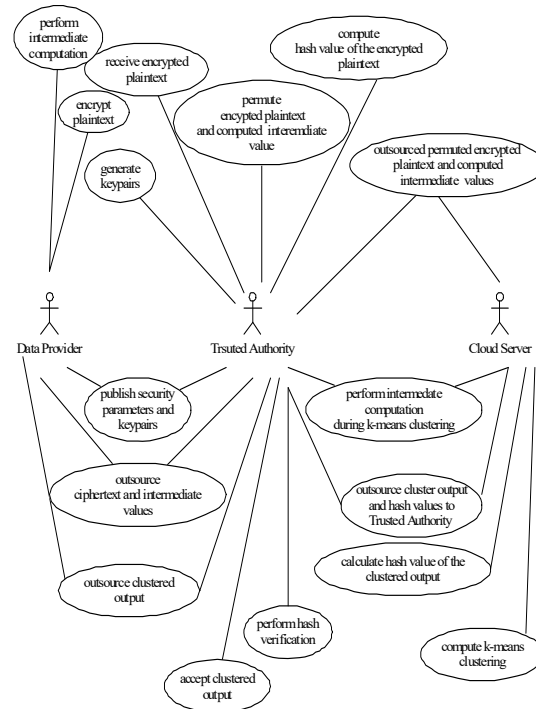 perform
intermediate
computation
receive encrypted
plaintext
compute
hash value of the encrypted
plaintext
encrypt
plaintext
permute
encypted plaintext
and computed interemdiate
value
outsourced permuted encrypted
plaintext and computed
intermediate values
generate
keypairs
Data Provider
Trsuted Authority
Cloud Server
publish security
parameters and
keypairs
perform intermedate
computation
during k-means clustering
outsource
ciphertext and intermediate
values
outsource cluster output
and hash values to
Trusted Authority
outsource clustered
output
calculate hash value of the
clustered output
perform hash
verification
compute k-means
clustering
accept clustered
output